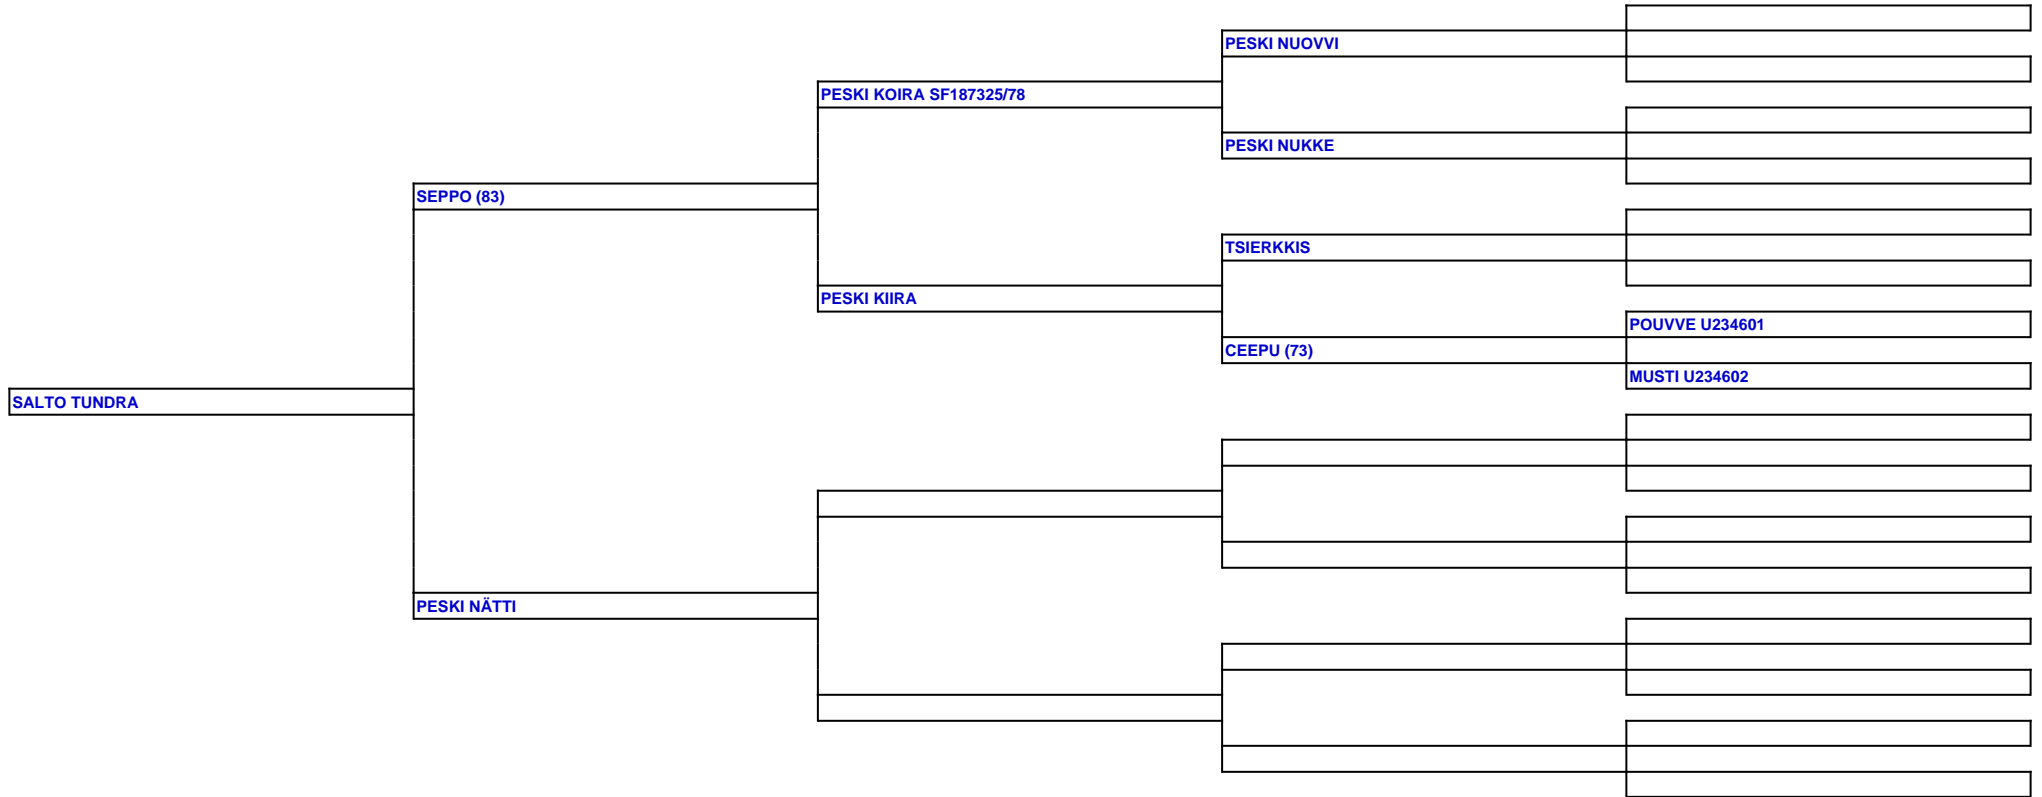 PESKI NUOVVI
PESKI KOIRA SF187325/78
PESKI NUKKE
SEPPO (83)
TSIERKKIS
PESKI KIIRA
POUVVE U234601
CEEPU (73)
MUSTI U234602
SALTO TUNDRA
PESKI NÄTTI